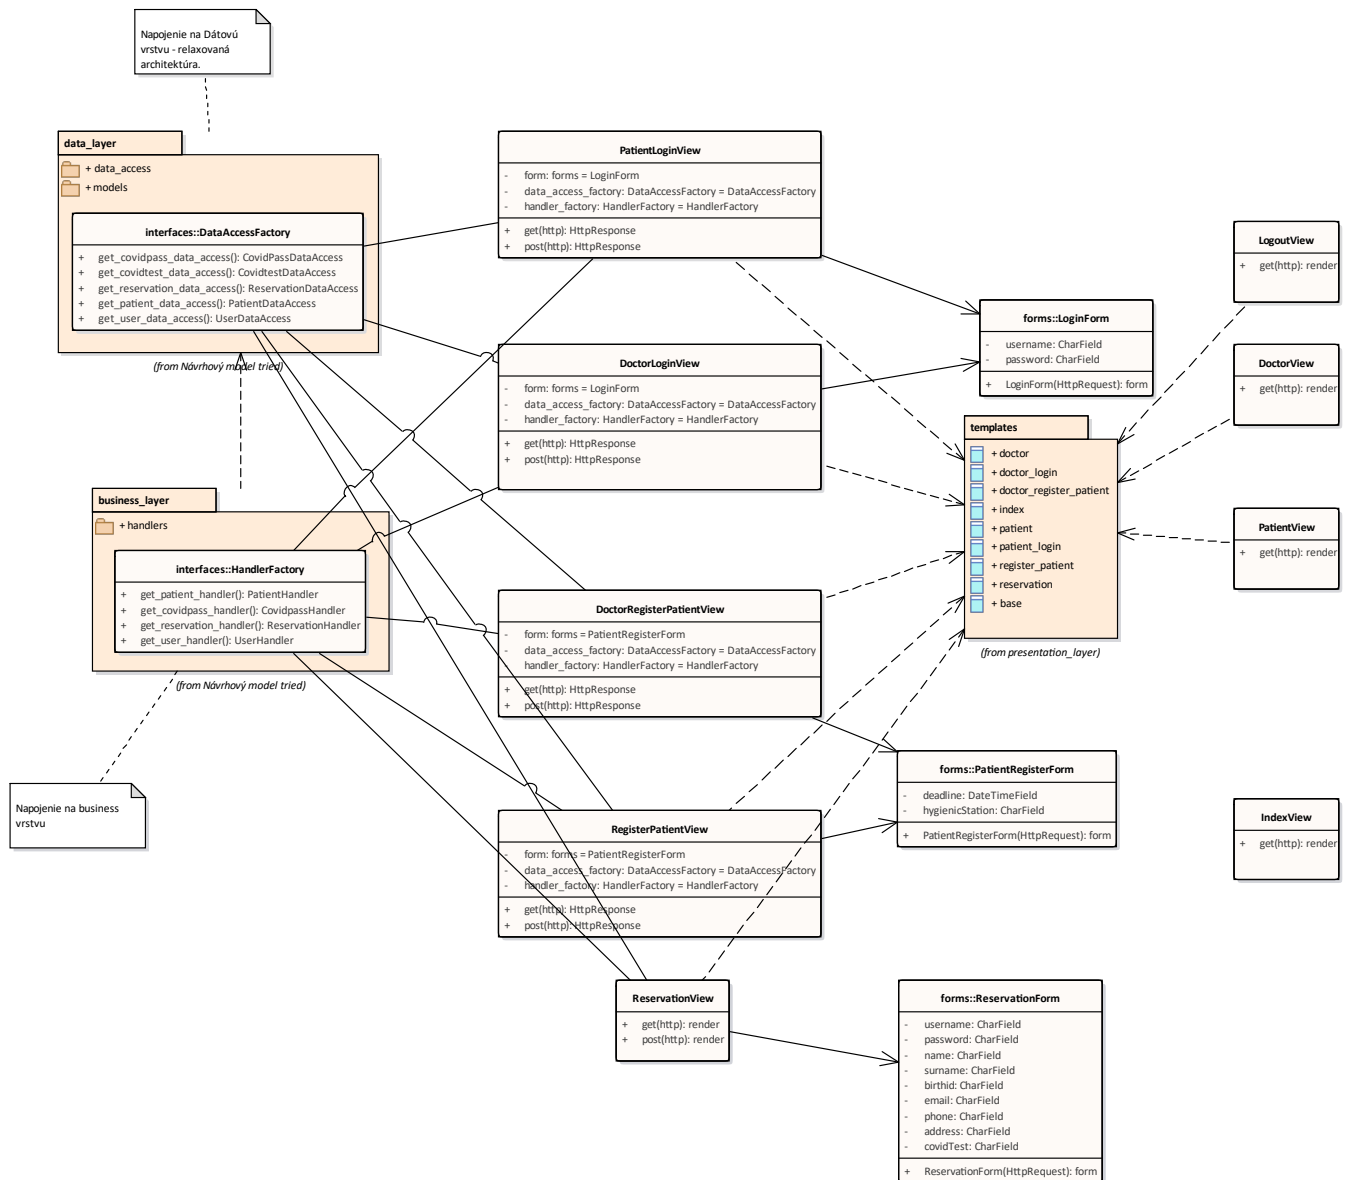 Napojenie na Dátovú
vrstvu - relaxovaná
architektúra.
data_layer
+ data_access
+ models
interfaces::DataAccessFactory
+ get_covidpass_data_access(): CovidPassDataAccess
+ get_covidtest_data_access(): CovidtestDataAccess
+ get_reservation_data_access(): ReservationDataAccess
+ get_patient_data_access(): PatientDataAccess
+ get_user_data_access(): UserDataAccess
(from Návrhový model tried)
business_layer
+ handlers
interfaces::HandlerFactory
+ get_patient_handler(): PatientHandler
+ get_covidpass_handler(): CovidpassHandler
+ get_reservation_handler(): ReservationHandler
+ get_user_handler(): UserHandler
(from Návrhový model tried)
Napojenie na business
vrstvu
PatientLoginView
- form: forms = LoginForm
- data_access_factory: DataAccessFactory = DataAccessFactory
- handler_factory: HandlerFactory = HandlerFactory
+ get(http): HttpResponse
+ post(http): HttpResponse
DoctorLoginView
- form: forms = LoginForm
- data_access_factory: DataAccessFactory = DataAccessFactory
- handler_factory: HandlerFactory = HandlerFactory
+ get(http): HttpResponse
+ post(http): HttpResponse
DoctorRegisterPatientView
- form: forms = PatientRegisterForm
- data_access_factory: DataAccessFactory = DataAccessFactory
handler_factory: HandlerFactory = HandlerFactory
+ get(http): HttpResponse
+ post(http): HttpResponse
RegisterPatientView
- form: forms = PatientRegisterForm
- data_access_factory: DataAccessFactory = DataAccessFactory
- handler_factory: HandlerFactory = HandlerFactory
+ get(http): HttpResponse
+ post(http): HttpResponse
ReservationView
+ get(http): render
+ post(http): render
forms::LoginForm
- username: CharField
- password: CharField
+ LoginForm(HttpRequest): form
templates
+ doctor
+ doctor_login
+ doctor_register_patient
+ index
+ patient
+ patient_login
+ register_patient
+ reservation
+ base
(from presentation_layer)
forms::PatientRegisterForm
- deadline: DateTimeField
- hygienicStation: CharField
+ PatientRegisterForm(HttpRequest): form
forms::ReservationForm
- username: CharField
- password: CharField
- name: CharField
- surname: CharField
- birthid: CharField
- email: CharField
- phone: CharField
- address: CharField
- covidTest: CharField
+ ReservationForm(HttpRequest): form
LogoutView
+ get(http): render
DoctorView
+ get(http): render
PatientView
+ get(http): render
IndexView
+ get(http): render